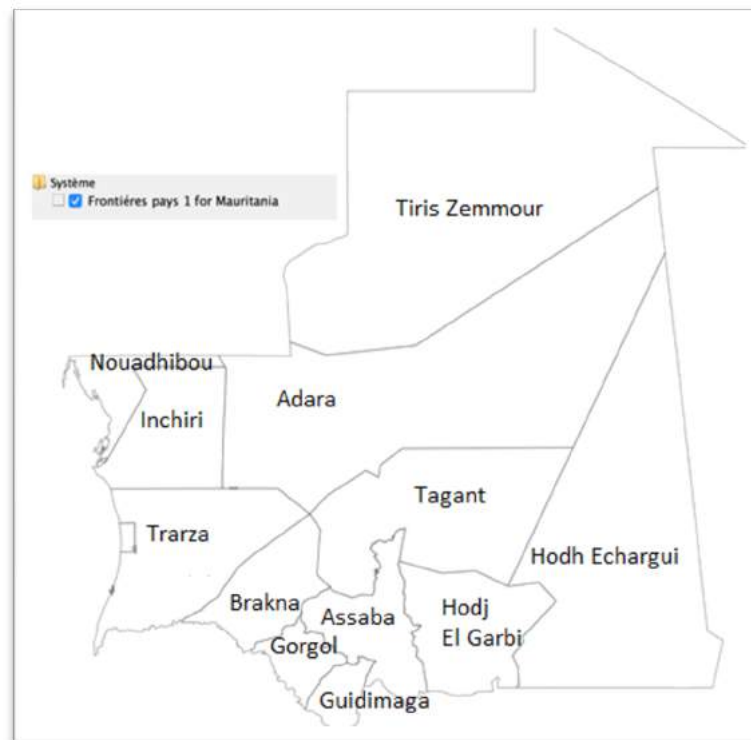 Système
Frontiéres pays 1 for Mauritania
Tiris Zemmour
Nouadhibou
Adara
Inchiri
Tagant
Trarza
Hodh Echargui
Brakna
Assaba
Hodj
El Garbi
Gorgol
Guidimaga